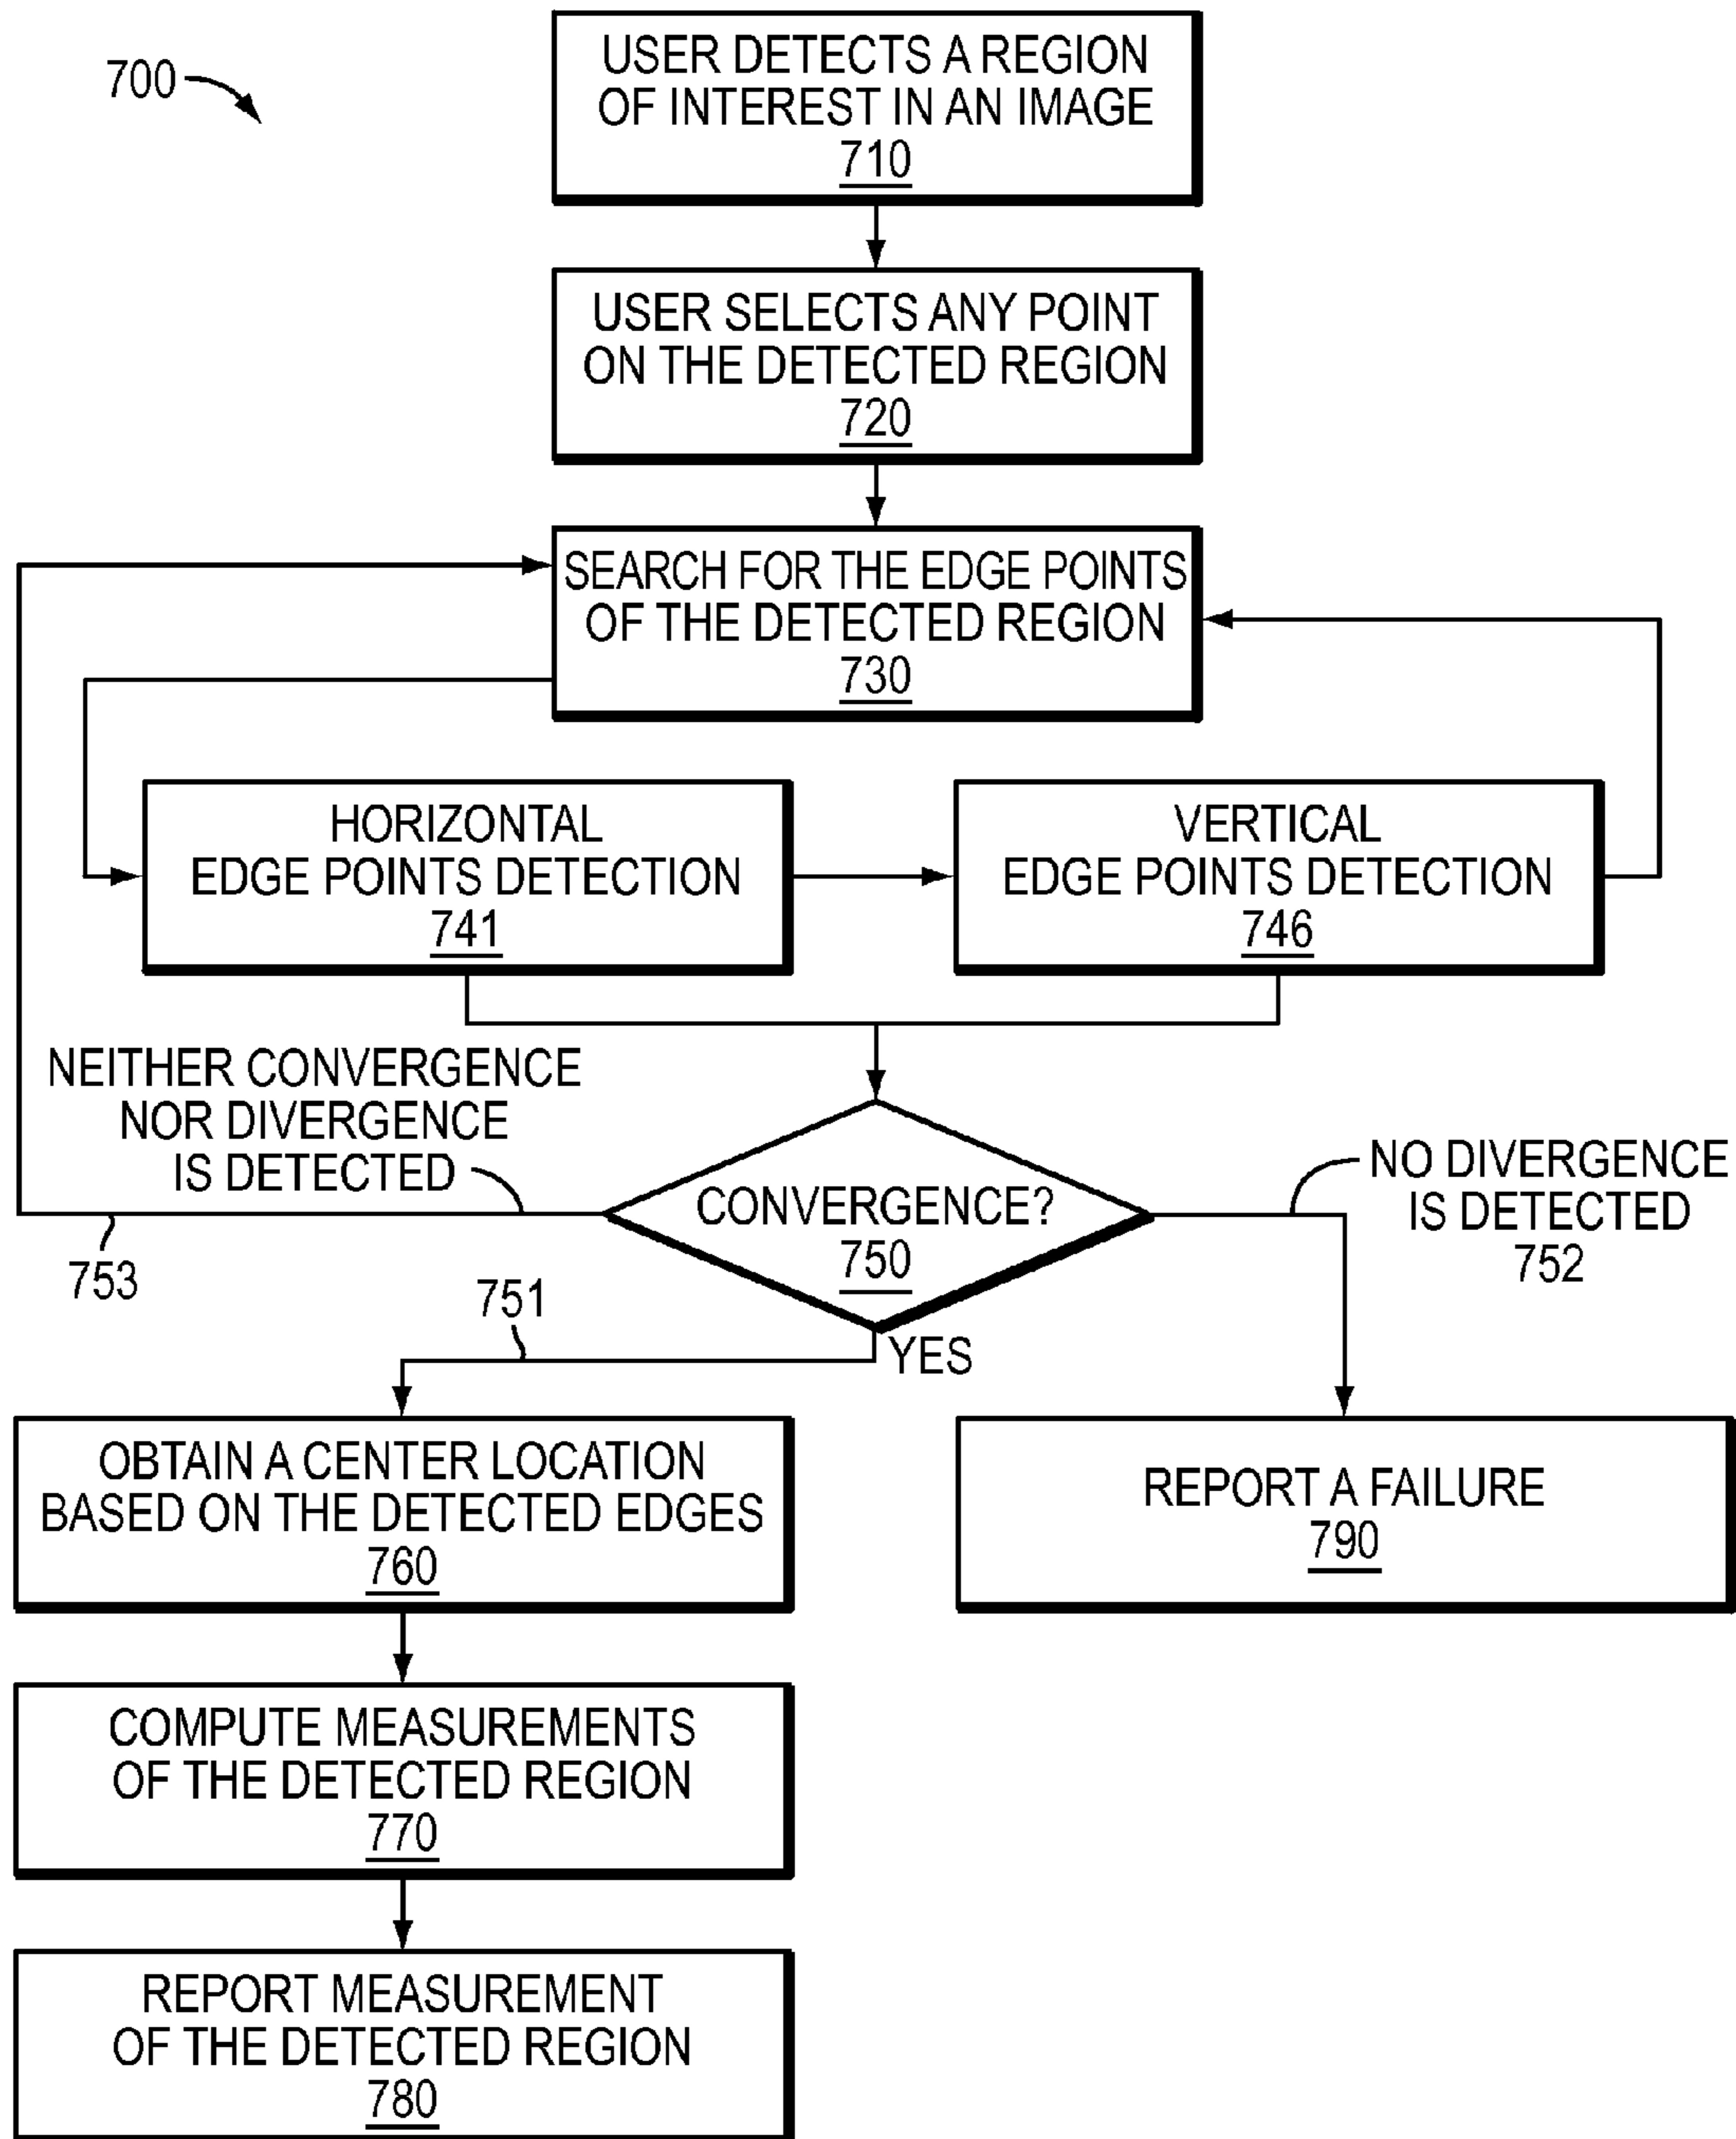 700
USER DETECTS A REGION
OF INTEREST IN AN IMAGE
710
USER SELECTS ANY POINT
ON THE DETECTED REGION
720
SEARCH FOR THE EDGE POINTS
OF THE DETECTED REGION
730
HORIZONTAL
EDGE POINTS DETECTION
741
VERTICAL
EDGE POINTS DETECTION
746
NEITHER CONVERGENCE
NOR DIVERGENCE
IS DETECTED
753
CONVERGENCE?
750
NO DIVERGENCE
IS DETECTED
752
751
YES
OBTAIN A CENTER LOCATION
BASED ON THE DETECTED EDGES
760
REPORT A FAILURE
790
COMPUTE MEASUREMENTS
OF THE DETECTED REGION
770
REPORT MEASUREMENT
OF THE DETECTED REGION
780